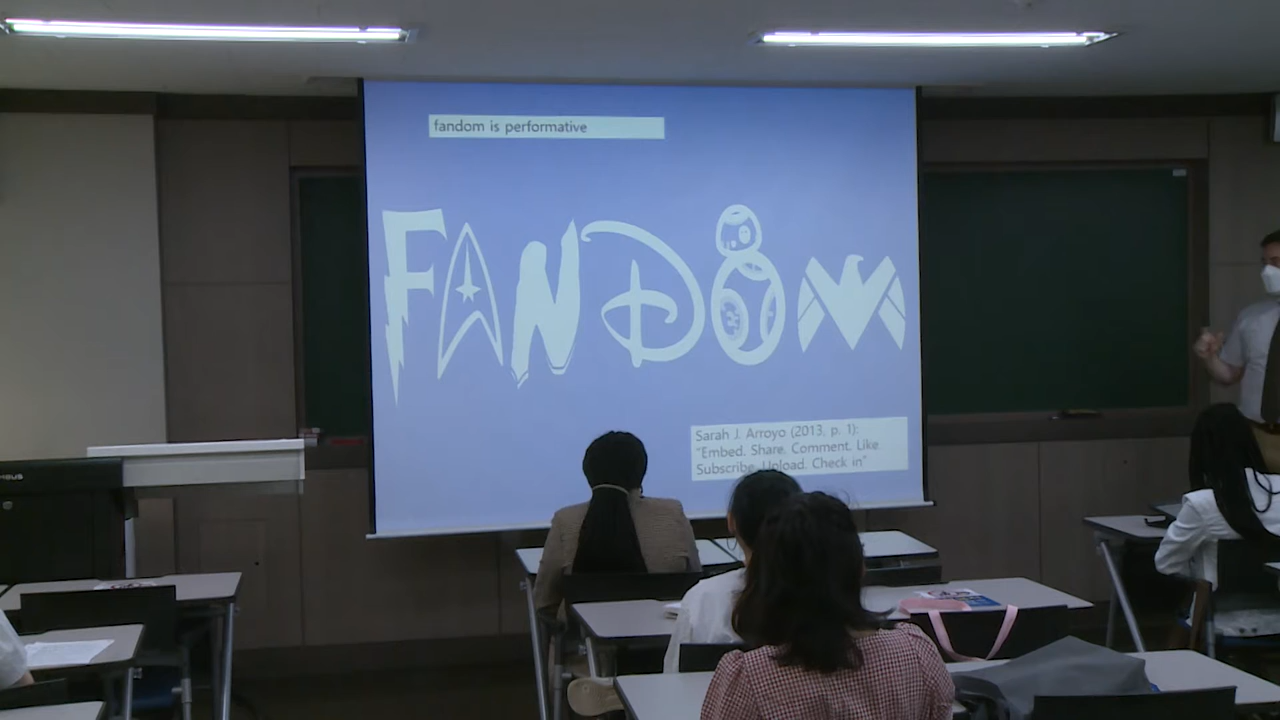 fandom is performative
FANDOM
Sarah J. Arroyo (2013, p. 1):
"Embed. Share. Comment. Like.
Subscribe. Upload. Check in"